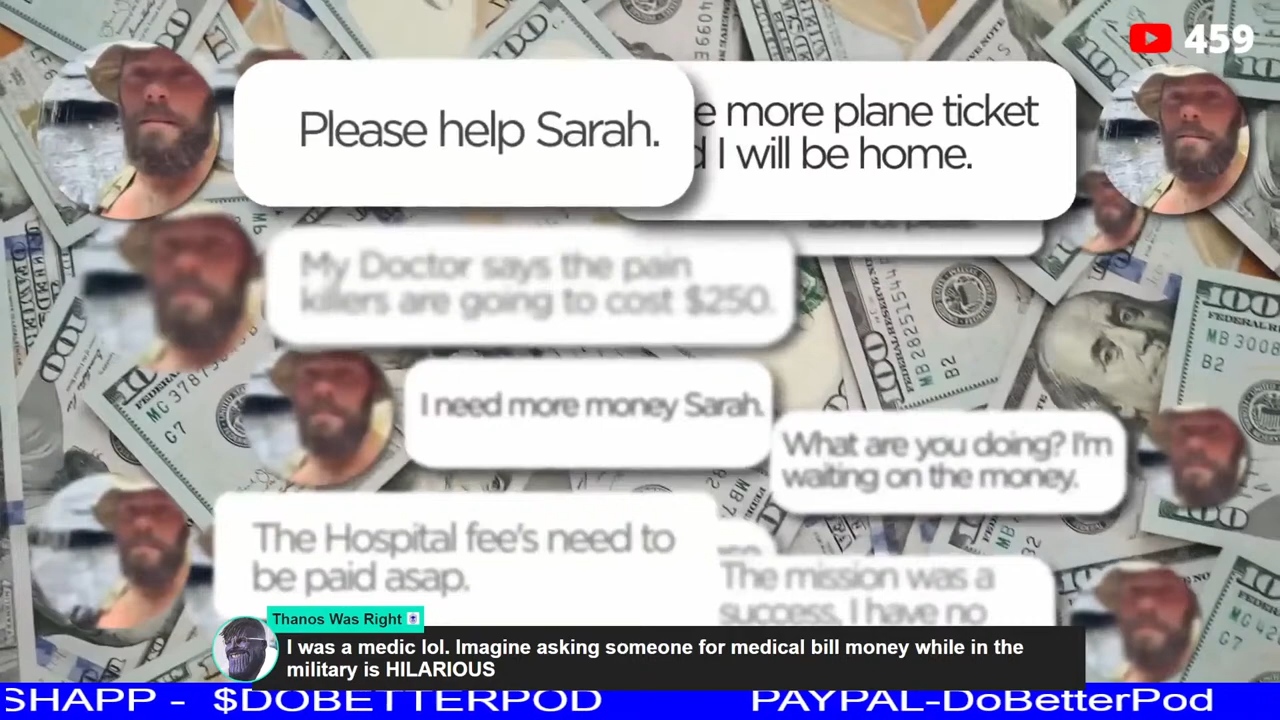 459
Please help Sarah.
e more plane ticket
d I will be home.
My Doctor says the pain
killers are going to cost $250.
I need more money Sarah.
What are you doing? I'm
waiting on the money.
The Hospital fee's need to
be paid asap.
The mission was a
success. I have no
Thanos Was Right
I was a medic lol. Imagine asking someone for medical bill money while in the
military is HILARIOUS
SHAPP - $DOBETTERPOD PAYPAL-DoBetterPod